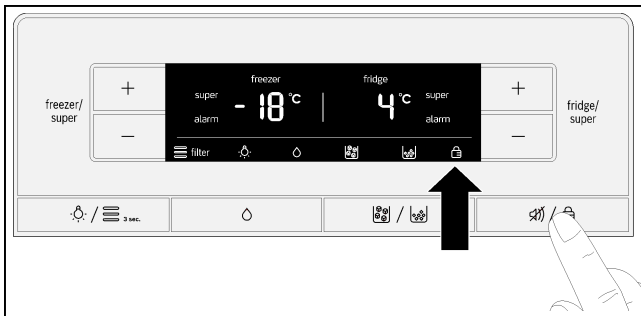 freezer/
super
+
−
freezer
super
alarm
- 18 °C
fridge
4 °C
super
alarm
filter
+
−
fridge/
super
/ 3 sec.
/
/